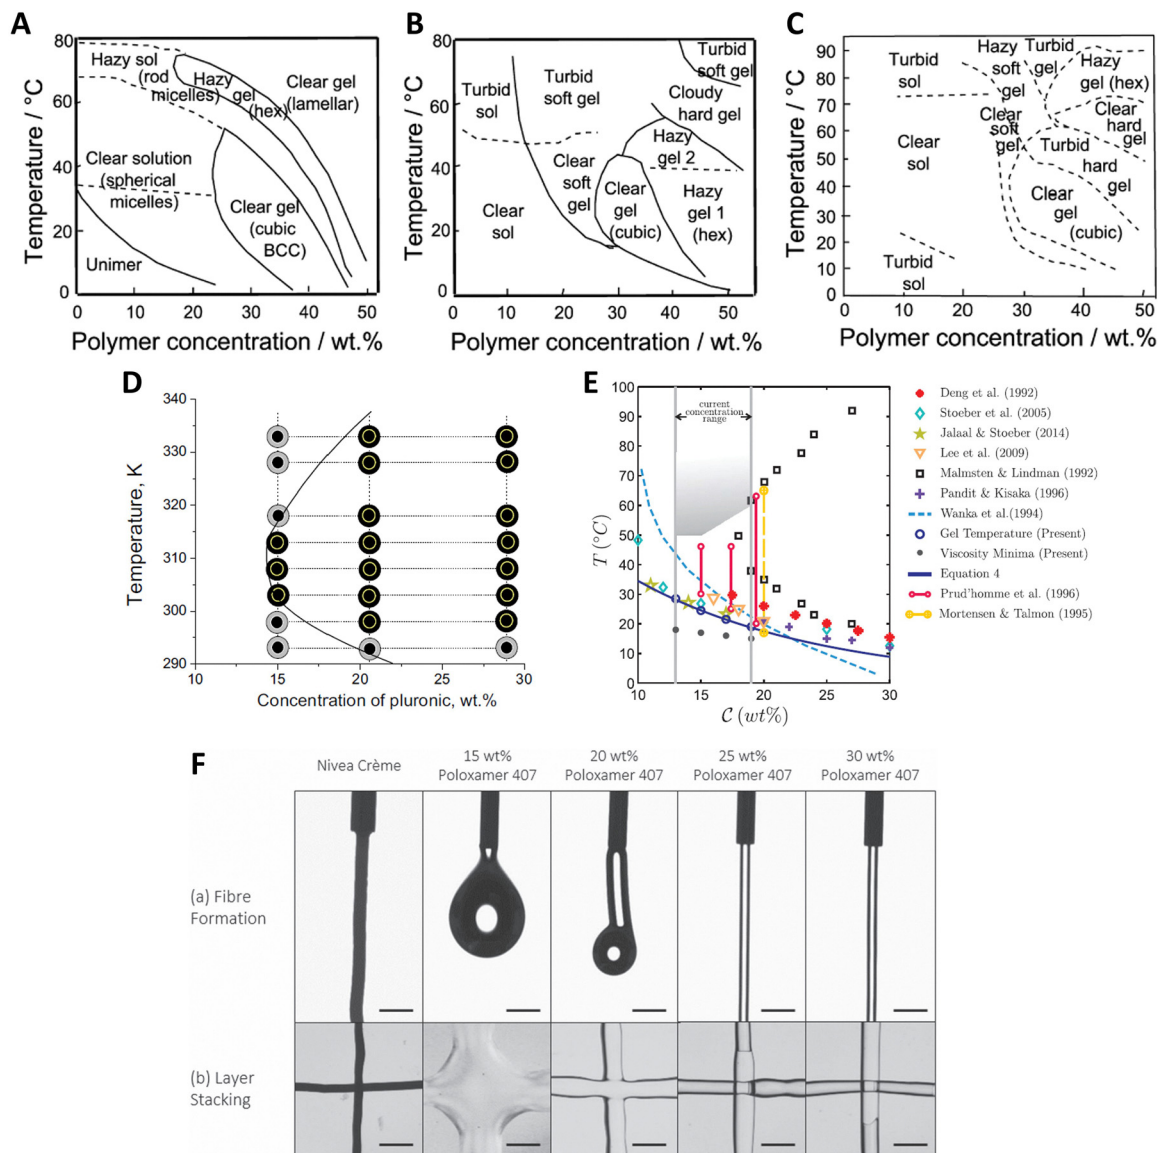 A
Temperature / °C
80
60
40
20
0
Hazy sol
(rod
micelles)
Hazy
gel
(hex)
Clear gel
(lamellar)
Clear solution
(spherical
micelles)
Clear gel
(cubic
BCC)
Unimer
0 10 20 30 40 50
Polymer concentration / wt.%
B
Temperature / °C
80
60
40
20
0
Turbid
soft gel
Turbid
sol
Turbid
soft gel
Cloudy
hard gel
Hazy
gel 2
Clear
soft
gel
Clear
gel
(cubic)
Hazy
gel 1
(hex)
Clear
sol
0 10 20 30 40 50
Polymer concentration / wt.%
C
Temperature / °C
90
80
70
60
50
40
30
90
10
0
Turbid
sol
Hazy
soft
gel
Turbid
gel
Hazy
gel (hex)
Clear
soft
gel
Clear
hard
gel
Clear
sol
Turbid
hard
gel
Clear
gel
(cubic)
Turbid
sol
0 10 20 30 40 50
Polymer concentration / wt.%
D
Temperature, K
340
330
320
310
300
290
10 15 20 25 30
Concentration of pluronic, wt.%
E
T (°C)
100
90
80
70
60
50
40
30
20
10
0
current
concentration
range
10 15 20 25 30
C (wt%)
Deng et al. (1992)
Stoeber et al. (2005)
Jalaal & Stoeber (2014)
Lee et al. (2009)
Malmsten & Lindman (1992)
Pandit & Kisaka (1996)
Wanka et al.(1994)
Gel Temperature (Present)
Viscosity Minima (Present)
Equation 4
Prud'homme et al. (1996)
Mortensen & Talmon (1995)
F
Nivea Crème
15 wt%
Poloxamer 407
20 wt%
Poloxamer 407
25 wt%
Poloxamer 407
30 wt%
Poloxamer 407
(a) Fibre
Formation
(b) Layer
Stacking